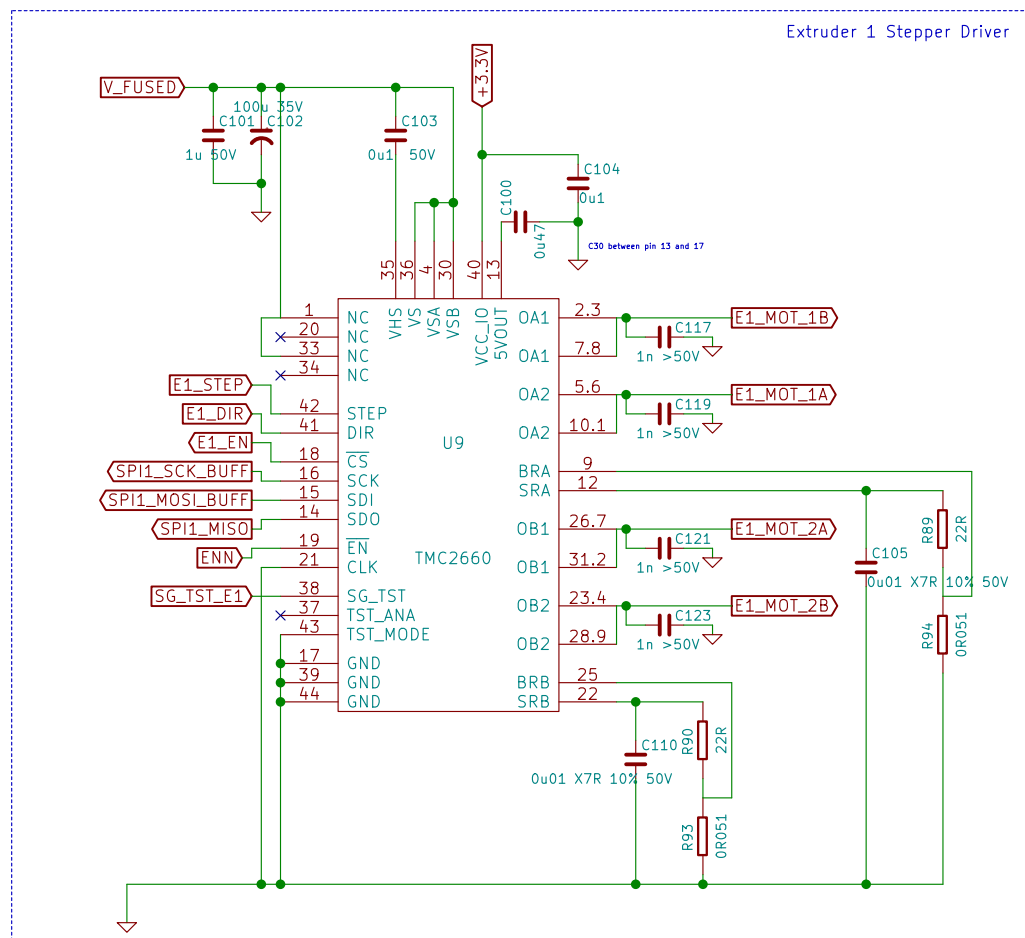 Extruder 1 Stepper Driver
+3.3V
V_FUSED
100u 35V
C101
C102
1u 50V
C103
0u1 50V
C104
0u1
C100
0u47
C30 between pin 13 and 17
35
36
4
30
40
13
VHS
VS
VSA
VSB
VCC_IO
5VOUT
1 NC
20 NC
33 NC
34 NC
E1_STEP
42 STEP
E1_DIR
41 DIR
E1_EN
18 CS
SPI1_SCK_BUFF
16 SCK
SPI1_MOSI_BUFF
15 SDI
SPI1_MISO
14 SDO
ENN
19 EN
21 CLK
SG_TST_E1
38 SG_TST
37 TST_ANA
43 TST_MODE
17 GND
39 GND
44 GND
U9
TMC2660
OA1 2.3
E1_MOT_1B
C117
1n >50V
OA1 7.8
OA2 5.6
E1_MOT_1A
C119
1n >50V
OA2 10.1
BRA 9
SRA 12
OB1 26.7
E1_MOT_2A
C121
1n >50V
OB1 31.2
OB2 23.4
E1_MOT_2B
C123
1n >50V
OB2 28.9
BRB 25
SRB 22
R89
22R
C105
0u01 X7R 10% 50V
R94
0R051
C110
0u01 X7R 10% 50V
R90
22R
R93
0R051